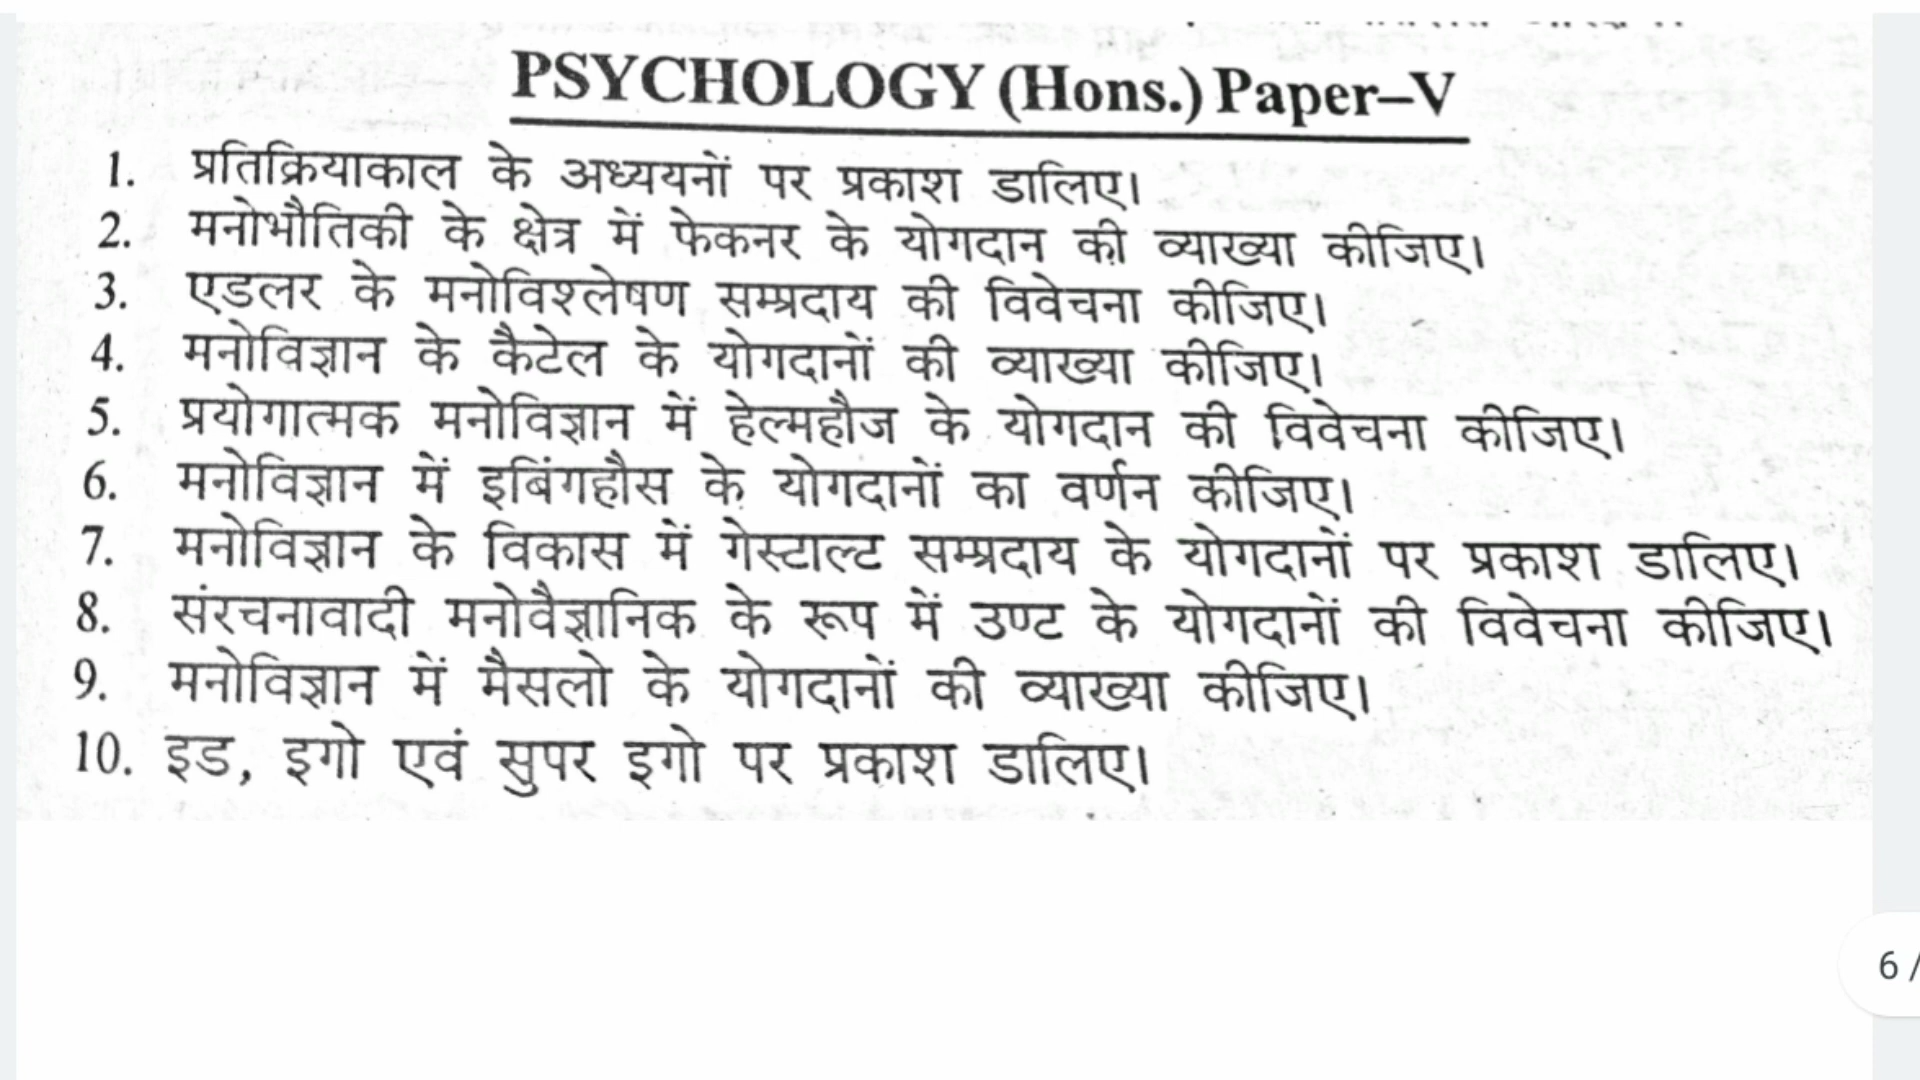 PSYCHOLOGY (Hons.) Paper–V
1. प्रतिक्रियाकाल के अध्ययनों पर प्रकाश डालिए।
2. मनोभौतिकी के क्षेत्र में फेकनर के योगदान की व्याख्या कीजिए।
3. एडलर के मनोविश्लेषण सम्प्रदाय की विवेचना कीजिए।
4. मनोविज्ञान के कैटेल के योगदानों की व्याख्या कीजिए।
5. प्रयोगात्मक मनोविज्ञान में हेल्महौज के योगदान की विवेचना कीजिए।
6. मनोविज्ञान में इबिंगहौस के योगदानों का वर्णन कीजिए।
7. मनोविज्ञान के विकास में गेस्टाल्ट सम्प्रदाय के योगदानों पर प्रकाश डालिए।
8. संरचनावादी मनोवैज्ञानिक के रूप में उण्ट के योगदानों की विवेचना कीजिए।
9. मनोविज्ञान में मैसलो के योगदानों की व्याख्या कीजिए।
10. इड, इगो एवं सुपर इगो पर प्रकाश डालिए।
6 /